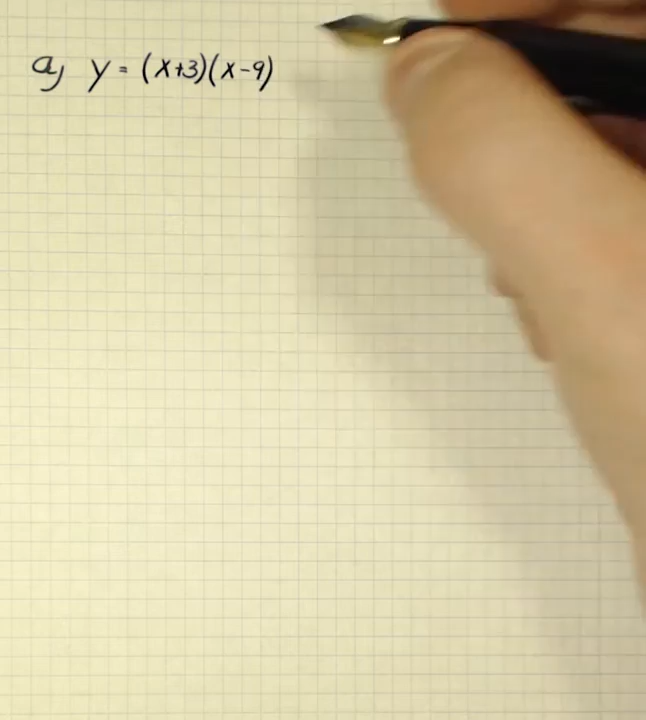 a) y = (x+3)(x-9)